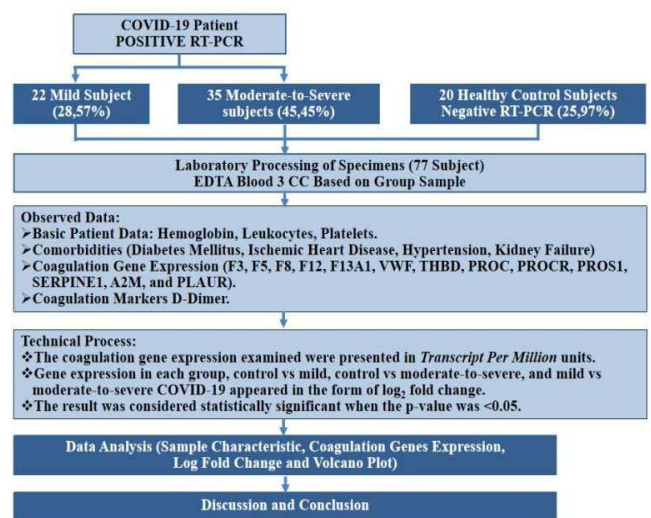 COVID-19 Patient
POSITIVE RT-PCR
22 Mild Subject
(28,57%)
35 Moderate-to-Severe
subjects (45,45%)
20 Healthy Control Subjects
Negative RT-PCR (25,97%)
Laboratory Processing of Specimens (77 Subject)
EDTA Blood 3 CC Based on Group Sample
Observed Data:
➢Basic Patient Data: Hemoglobin, Leukocytes, Platelets.
➢Comorbidities (Diabetes Mellitus, Ischemic Heart Disease, Hypertension, Kidney Failure)
➢Coagulation Gene Expression (F3, F5, F8, F12, F13A1, VWF, THBD, PROC, PROCR, PROS1,
SERPINE1, A2M, and PLAUR).
➢Coagulation Markers D-Dimer.
Technical Process:
❖The coagulation gene expression examined were presented in Transcript Per Million units.
❖Gene expression in each group, control vs mild, control vs moderate-to-severe, and mild vs
moderate-to-severe COVID-19 appeared in the form of log₂ fold change.
❖The result was considered statistically significant when the p-value was <0.05.
Data Analysis (Sample Characteristic, Coagulation Genes Expression,
Log Fold Change and Volcano Plot)
Discussion and Conclusion